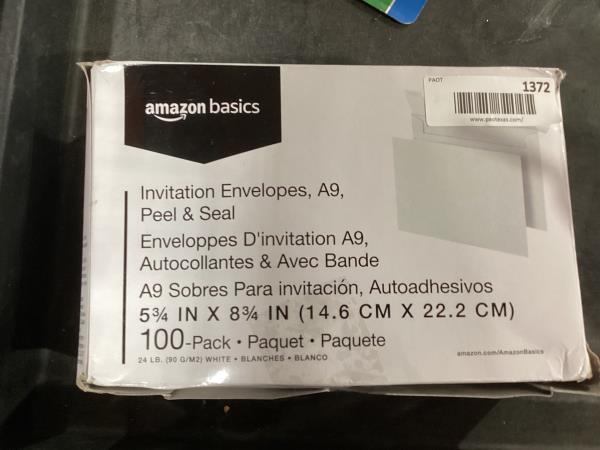 amazon basics
PAOT
1372
www.paotexas.com/
Invitation Envelopes, A9,
Peel & Seal
Enveloppes D'invitation A9,
Autocollantes & Avec Bande
A9 Sobres Para invitación, Autoadhesivos
5¾ IN X 8¾ IN (14.6 CM X 22.2 CM)
100-Pack • Paquet • Paquete
24 LB. (90 G/M2) WHITE • BLANCHES • BLANCO
amazon.com/AmazonBasics